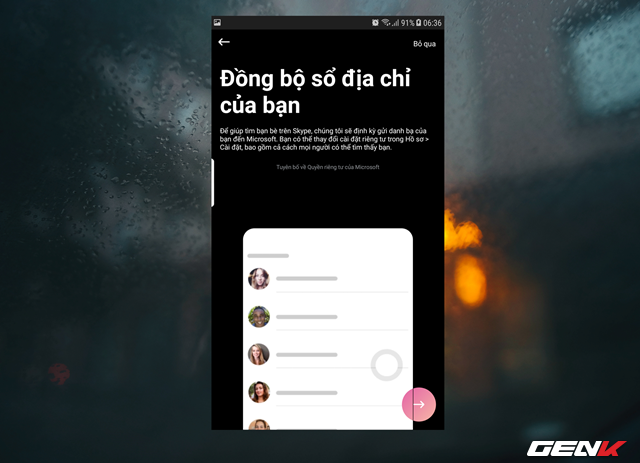 91% 06:36
Bỏ qua
Đồng bộ sổ địa chỉ
của bạn
Để giúp tìm bạn bè trên Skype, chúng tôi sẽ định kỳ gửi danh bạ của
bạn đến Microsoft. Bạn có thể thay đổi cài đặt riêng tư trong Hồ sơ >
Cài đặt, bao gồm cả cách mọi người có thể tìm thấy bạn.
Tuyên bố về Quyền riêng tư của Microsoft
GENK